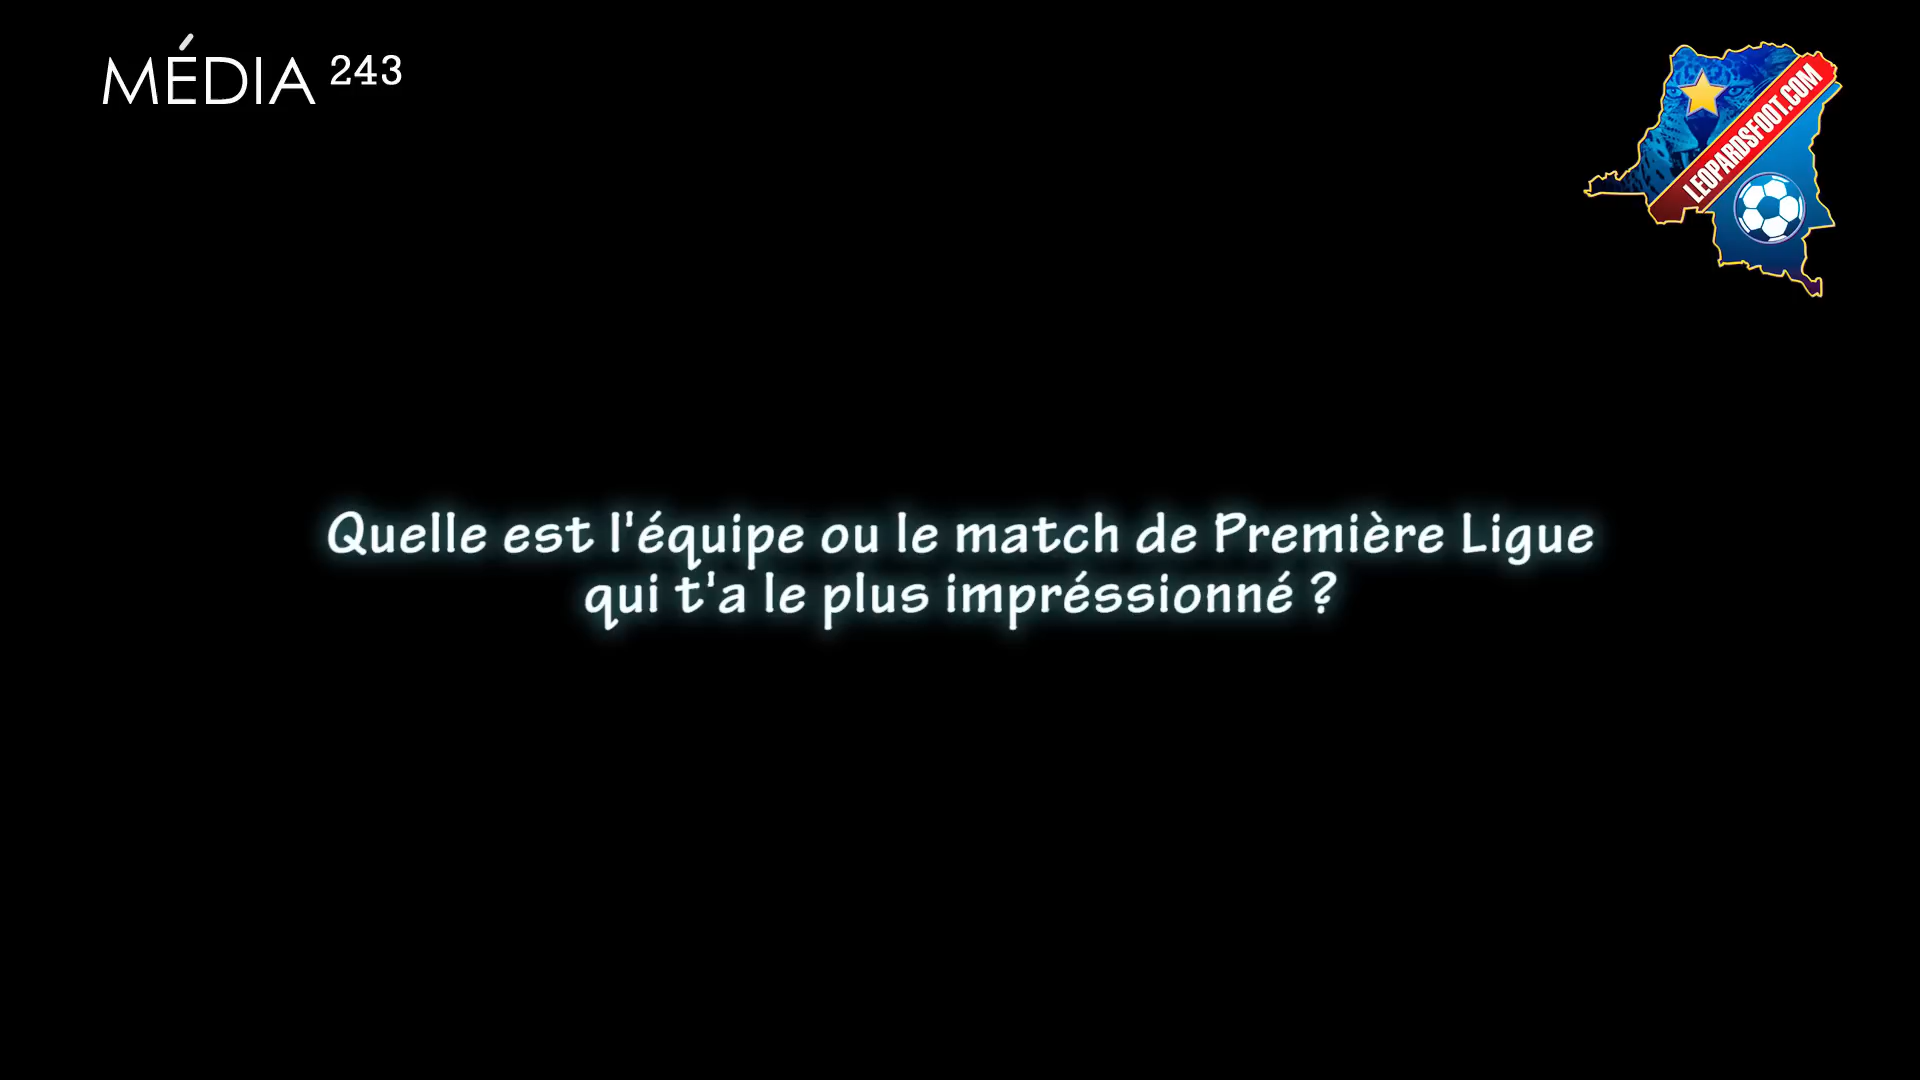 MÉDIA 243
LEOPARDSFOOT.COM
Quelle est l'équipe ou le match de Première Ligue
qui t'a le plus impréssionné ?